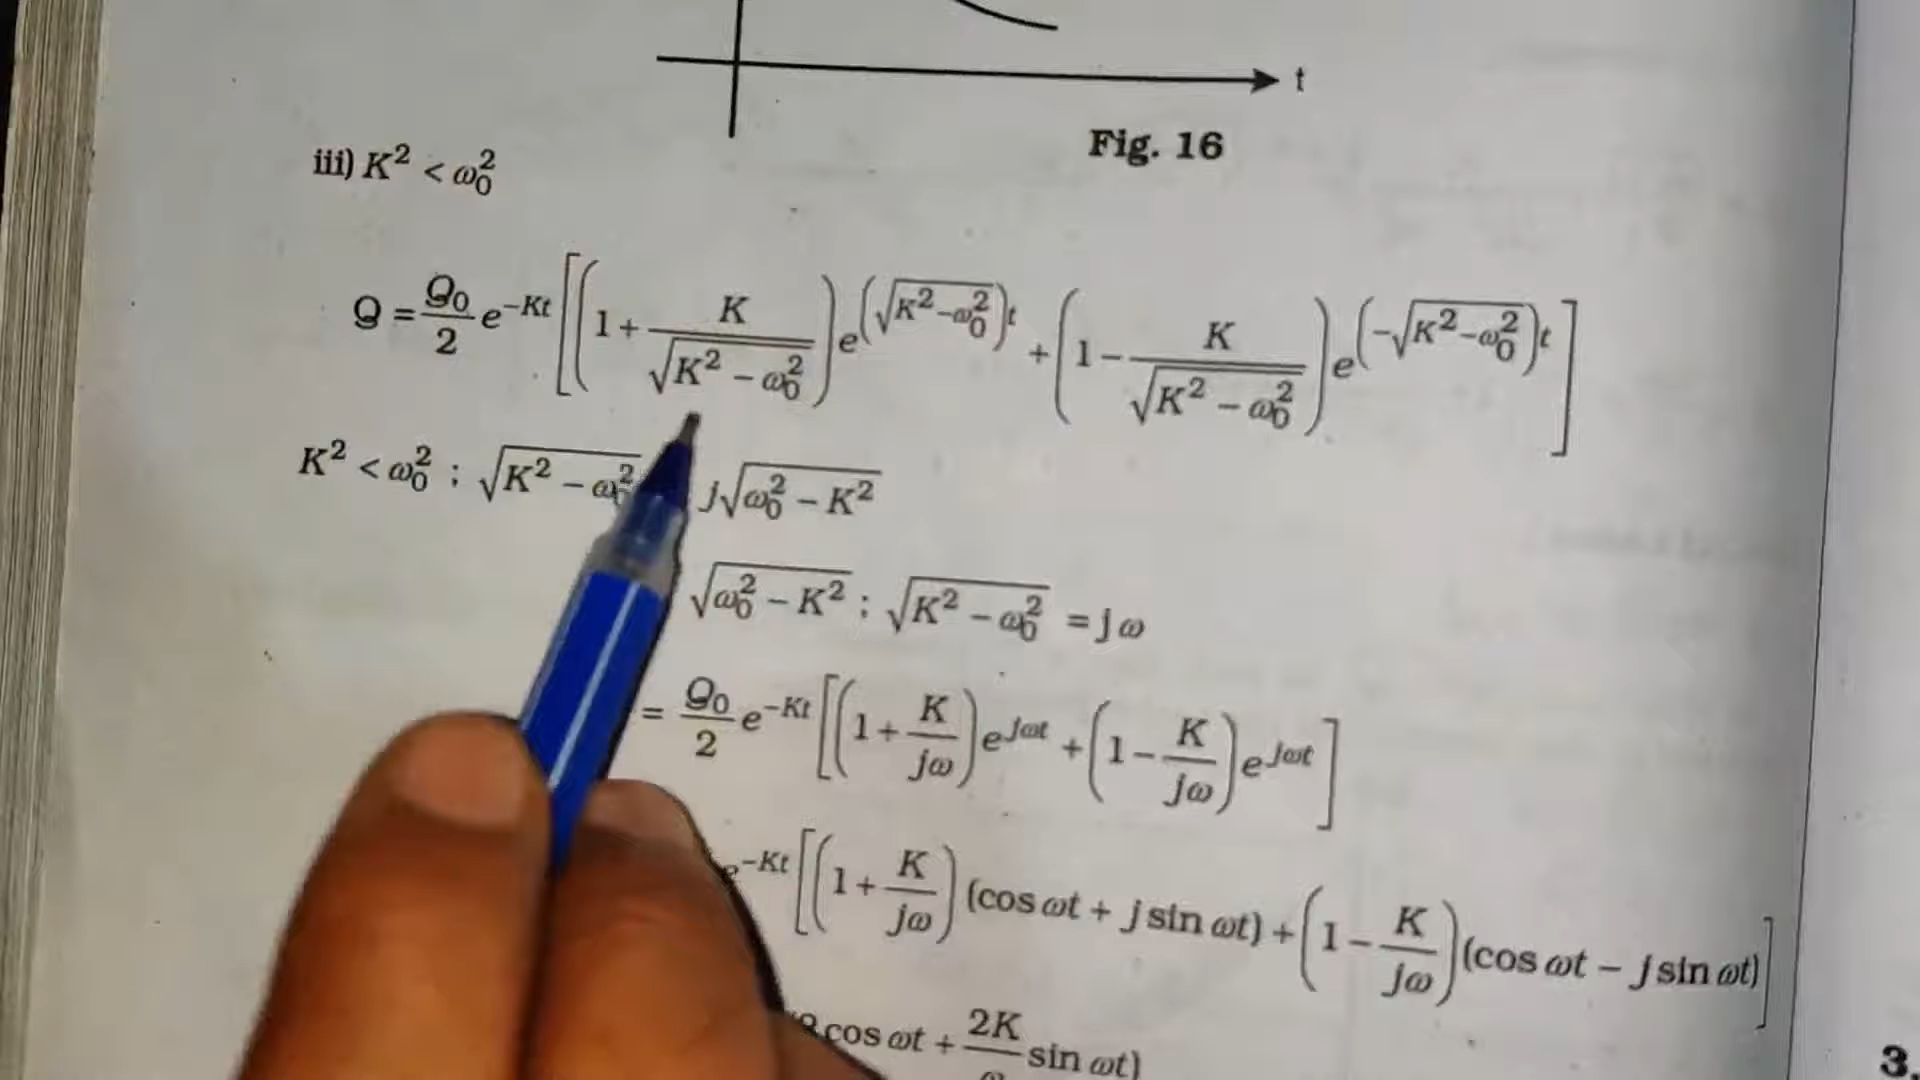 t
Fig. 16
iii) K² < ω₀²
Q = Q₀/2 e^(−Kt) [(1 + K/√(K² − ω₀²)) e^((√(K² − ω₀²))t) + (1 − K/√(K² − ω₀²)) e^((−√(K² − ω₀²))t)]
K² < ω₀² ; √(K² − ω₀²) j√(ω₀² − K²)
√(ω₀² − K²) ; √(K² − ω₀²) = jω
= Q₀/2 e^(−Kt) [(1 + K/jω) e^(jωt) + (1 − K/jω) e^(jωt)]
e^(−Kt) [(1 + K/jω) (cos ωt + j sin ωt) + (1 − K/jω) (cos ωt − j sin ωt)]
cos ωt + 2K/ω sin ωt)
3.